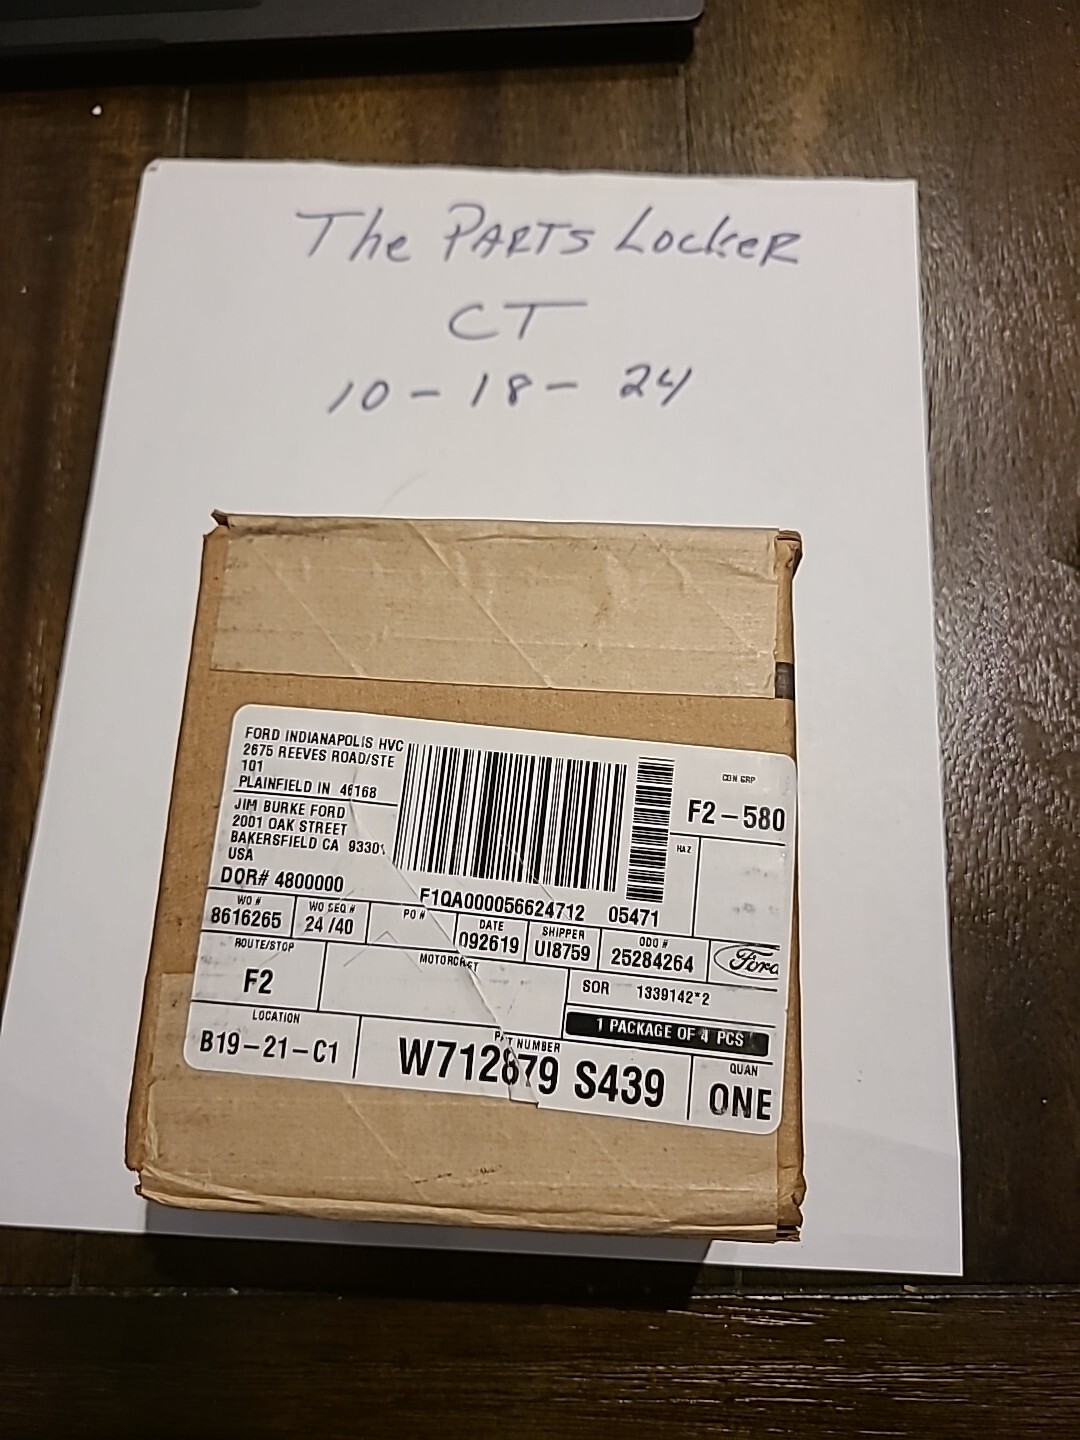 The PARTS LockeR
CT
10-18-24
FORD INDIANAPOLIS HVC
2675 REEVES ROAD/STE
101
PLAINFIELD IN 46168
JIM BURKE FORD
2001 OAK STREET
BAKERSFIELD CA 93301
USA
DOR# 4800000
F1QA000056624712 05471
CON GRP
F2-580
HAZ
WO #
8616265
WO SEQ #
24 /40
PO #
DATE
092619
SHIPPER
UI8759
ODO #
25284264
Ford
ROUTE/STOP
F2
MOTORCRAFT
SOR 1339142*2
1 PACKAGE OF 4 PCS
LOCATION
B19-21-C1
PART NUMBER
W712879 S439
QUAN
ONE